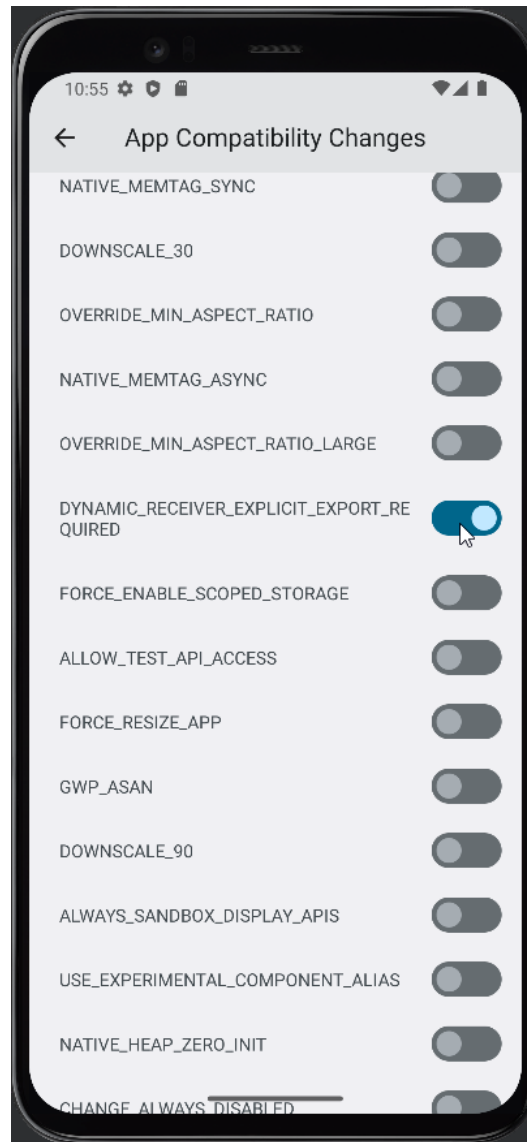 10:55
App Compatibility Changes
NATIVE_MEMTAG_SYNC
DOWNSCALE_30
OVERRIDE_MIN_ASPECT_RATIO
NATIVE_MEMTAG_ASYNC
OVERRIDE_MIN_ASPECT_RATIO_LARGE
DYNAMIC_RECEIVER_EXPLICIT_EXPORT_RE
QUIRED
FORCE_ENABLE_SCOPED_STORAGE
ALLOW_TEST_API_ACCESS
FORCE_RESIZE_APP
GWP_ASAN
DOWNSCALE_90
ALWAYS_SANDBOX_DISPLAY_APIS
USE_EXPERIMENTAL_COMPONENT_ALIAS
NATIVE_HEAP_ZERO_INIT
CHANGE_ALWAYS_DISABLED